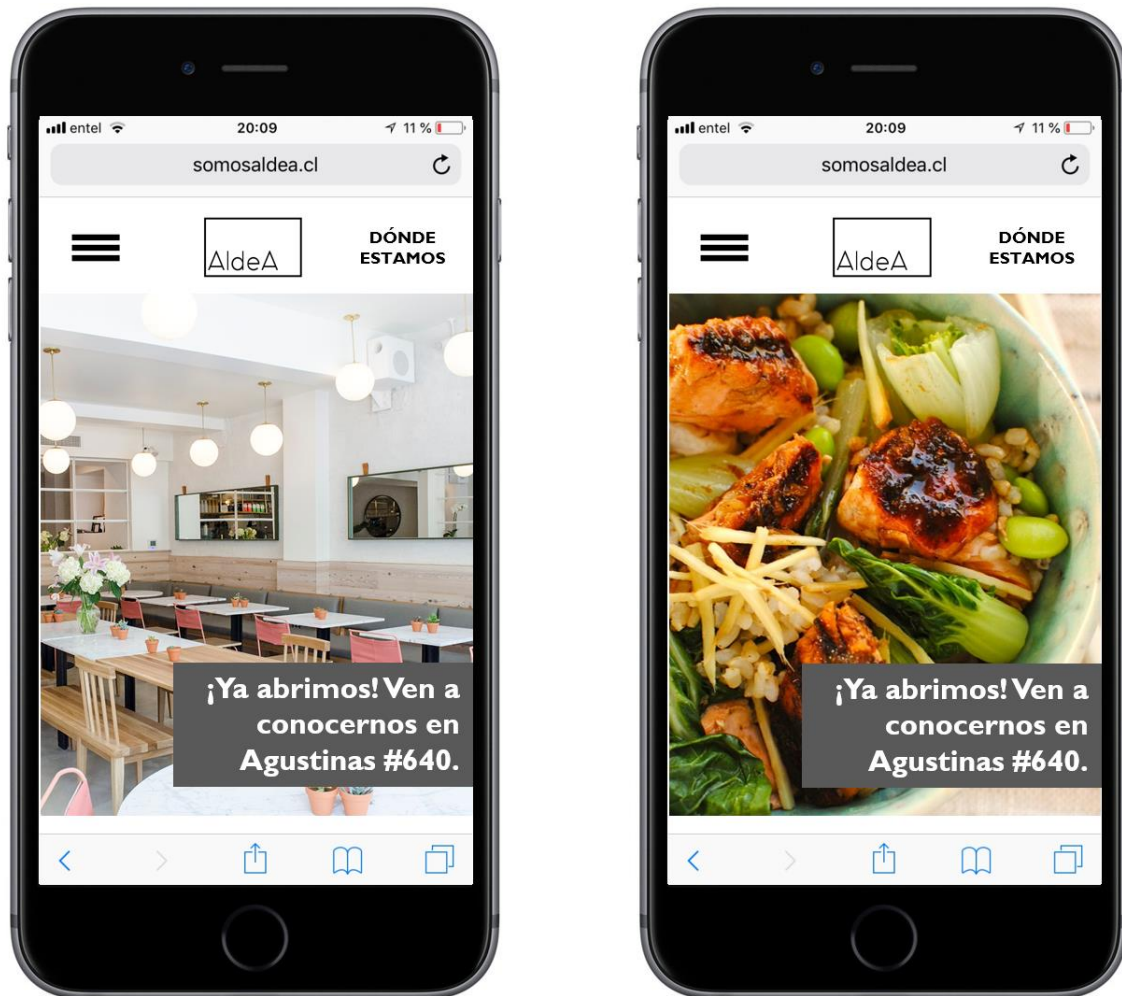 entel 20:09 11 %
somosaldea.cl
AldeA
DÓNDE
ESTAMOS
¡Ya abrimos! Ven a
conocernos en
Agustinas #640.
entel 20:09 11 %
somosaldea.cl
AldeA
DÓNDE
ESTAMOS
¡Ya abrimos! Ven a
conocernos en
Agustinas #640.